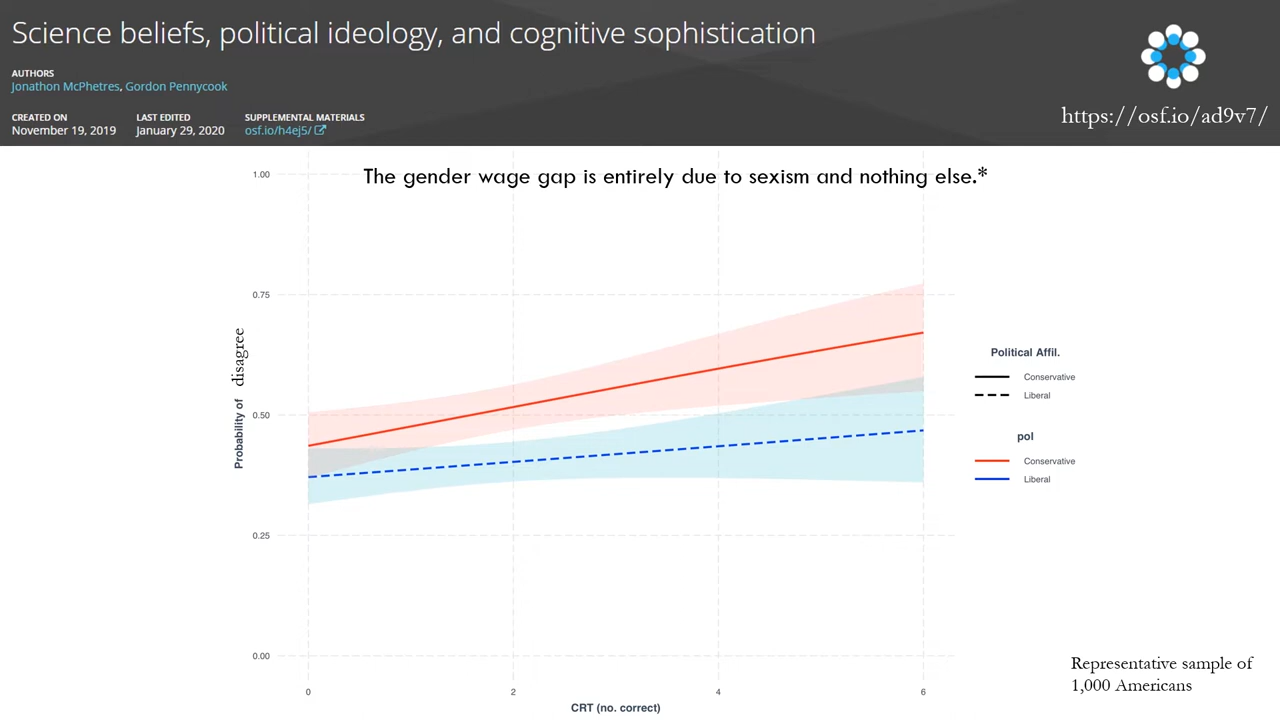 Science beliefs, political ideology, and cognitive sophistication
AUTHORS
Jonathon McPhetres, Gordon Pennycook
CREATED ON
November 19, 2019
LAST EDITED
January 29, 2020
SUPPLEMENTAL MATERIALS
osf.io/h4ej5/
https://osf.io/ad9v7/
The gender wage gap is entirely due to sexism and nothing else.*
1.00
0.75
0.50
0.25
0.00
Probability of disagree
0
2
4
6
CRT (no. correct)
Political Affil.
Conservative
Liberal
pol
Conservative
Liberal
Representative sample of
1,000 Americans